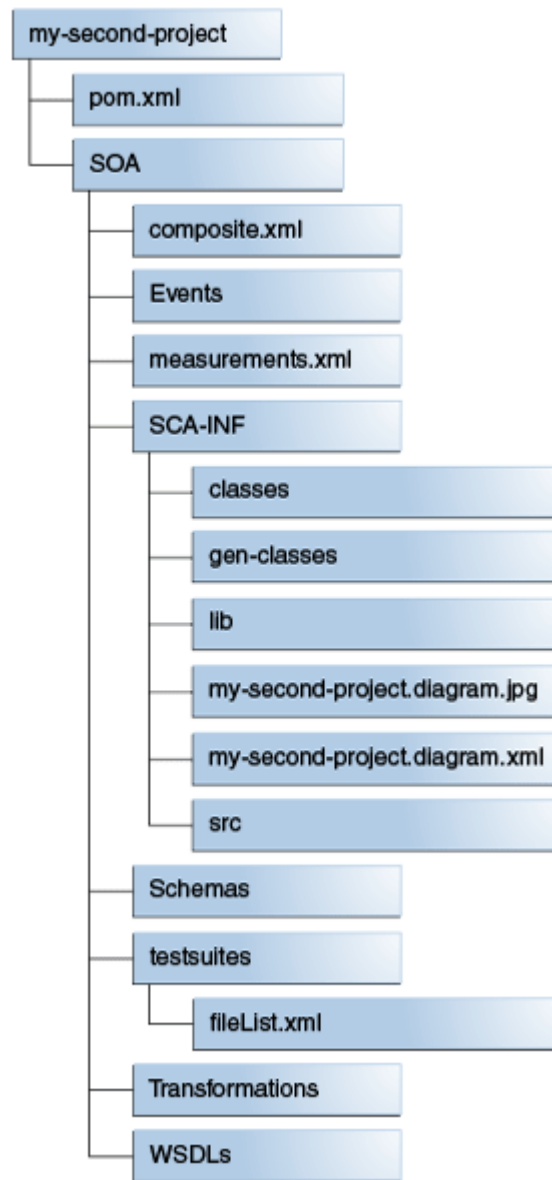 my-second-project
pom.xml
SOA
composite.xml
Events
measurements.xml
SCA-INF
classes
gen-classes
lib
my-second-project.diagram.jpg
my-second-project.diagram.xml
src
Schemas
testsuites
fileList.xml
Transformations
WSDLs